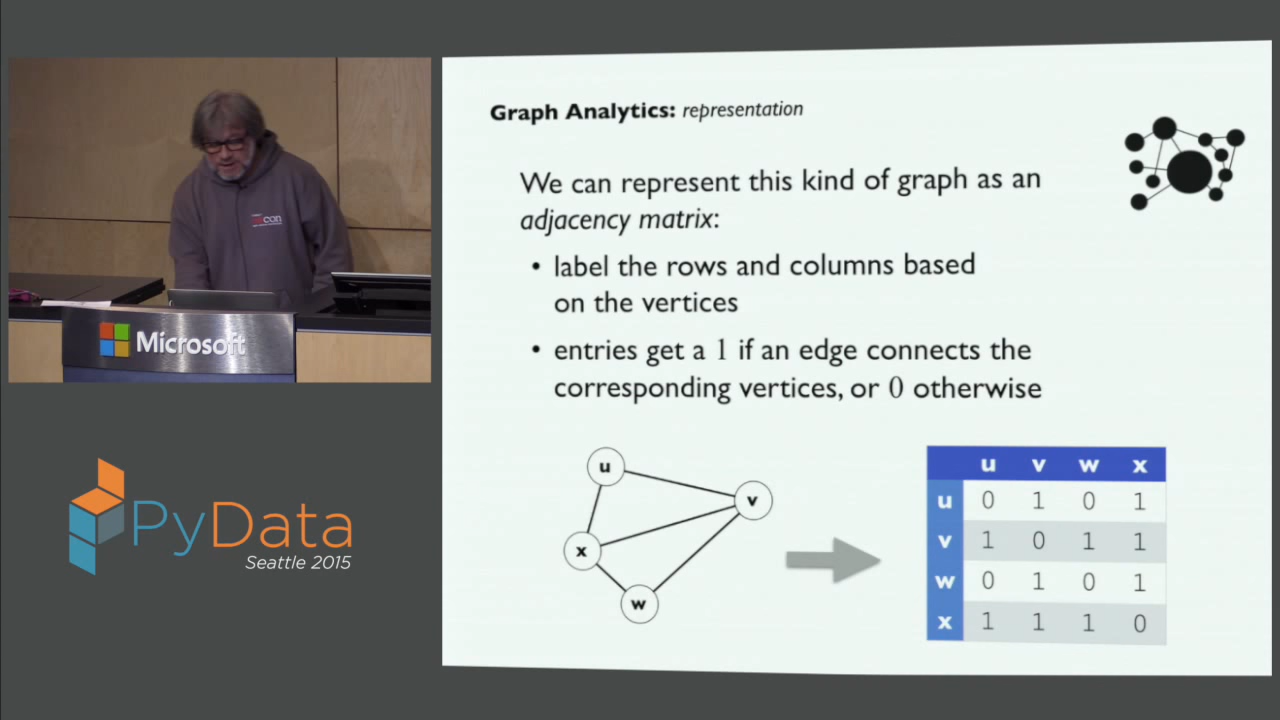 Graph Analytics: representation
We can represent this kind of graph as an
adjacency matrix:
• label the rows and columns based
on the vertices
• entries get a 1 if an edge connects the
corresponding vertices, or 0 otherwise
u
v
x
w
u v w x
u 0 1 0 1
v 1 0 1 1
w 0 1 0 1
x 1 1 1 0
Microsoft
PyData
Seattle 2015